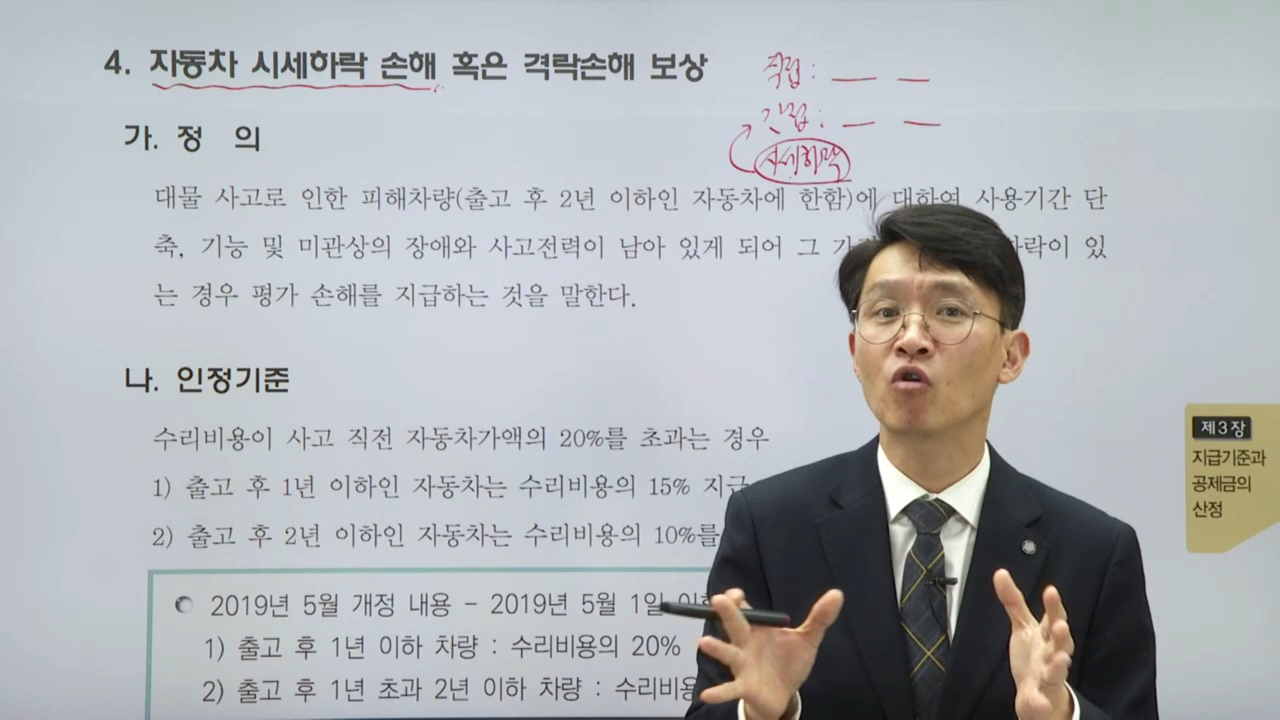 4. 자동차 시세하락 손해 혹은 격락손해 보상
직접 :
간접 :
시세하락
가. 정 의
대물 사고로 인한 피해차량(출고 후 2년 이하인 자동차에 한함)에 대하여 사용기간 단
축, 기능 및 미관상의 장애와 사고전력이 남아 있게 되어 그 하락이 있
는 경우 평가 손해를 지급하는 것을 말한다.
나. 인정기준
수리비용이 사고 직전 자동차가액의 20%를 초과는 경우
1) 출고 후 1년 이하인 자동차는 수리비용의 15% 지급
2) 출고 후 2년 이하인 자동차는 수리비용의 10%를
2019년 5월 개정 내용 - 2019년 5월 1일
1) 출고 후 1년 이하 차량 : 수리비용의 20%
2) 출고 후 1년 초과 2년 이하 차량 : 수리비용
제3장
지급기준과
공제금의
산정